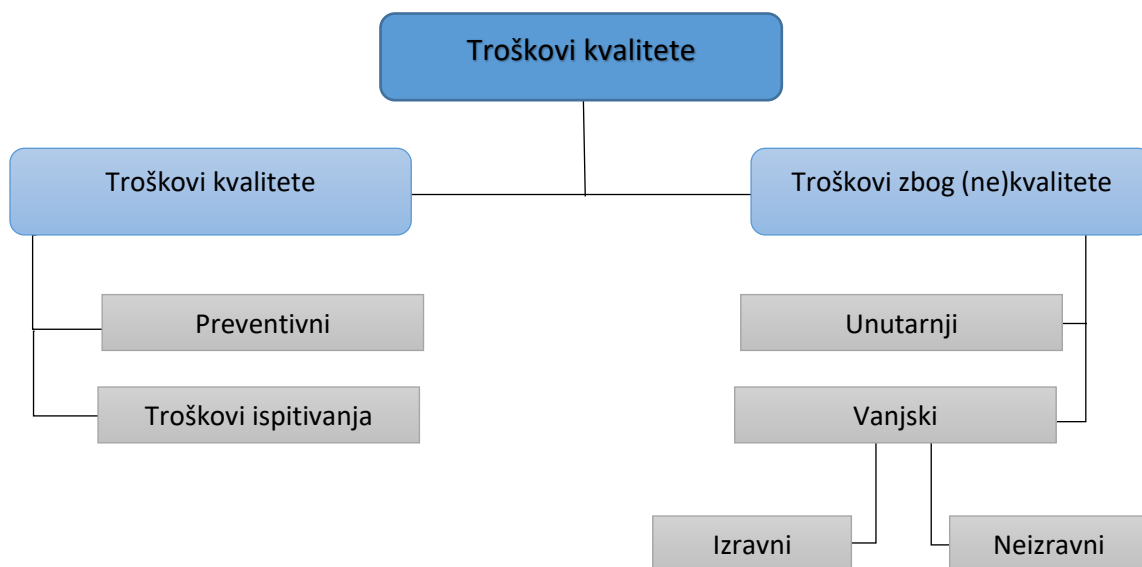 Troškovi kvalitete
Troškovi kvalitete
Troškovi zbog (ne)kvalitete
Preventivni
Unutarnji
Troškovi ispitivanja
Vanjski
Izravni
Neizravni